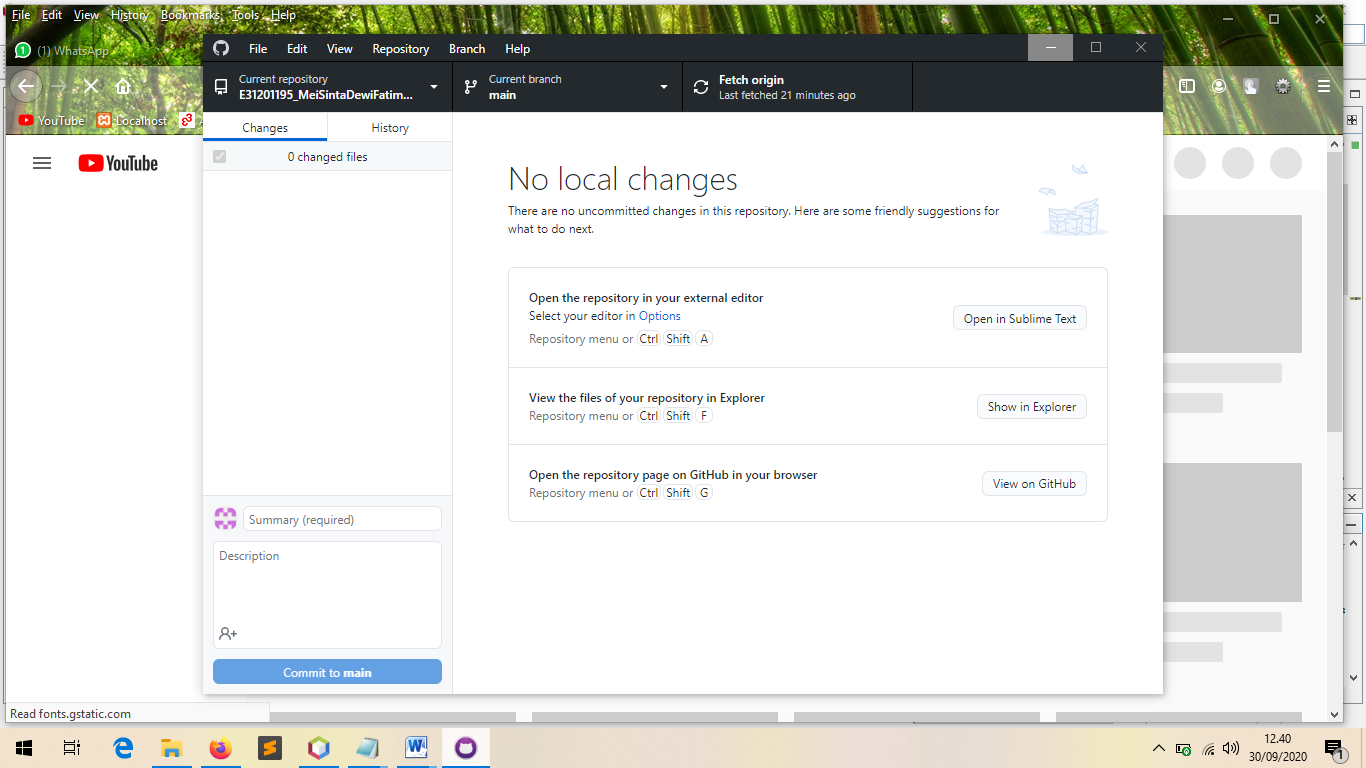 File Edit View History Bookmarks Tools Help
(1) WhatsApp
File Edit View Repository Branch Help
Current repository
E31201195_MeiSintaDewiFatim...
Current branch
main
Fetch origin
Last fetched 21 minutes ago
YouTube Localhost
Changes History
0 changed files
YouTube
No local changes
There are no uncommitted changes in this repository. Here are some friendly suggestions for
what to do next.
Open the repository in your external editor
Select your editor in Options
Repository menu or Ctrl Shift A
Open in Sublime Text
View the files of your repository in Explorer
Repository menu or Ctrl Shift F
Show in Explorer
Open the repository page on GitHub in your browser
Repository menu or Ctrl Shift G
View on GitHub
Summary (required)
Description
Commit to main
Read fonts.gstatic.com
12.40
30/09/2020
1